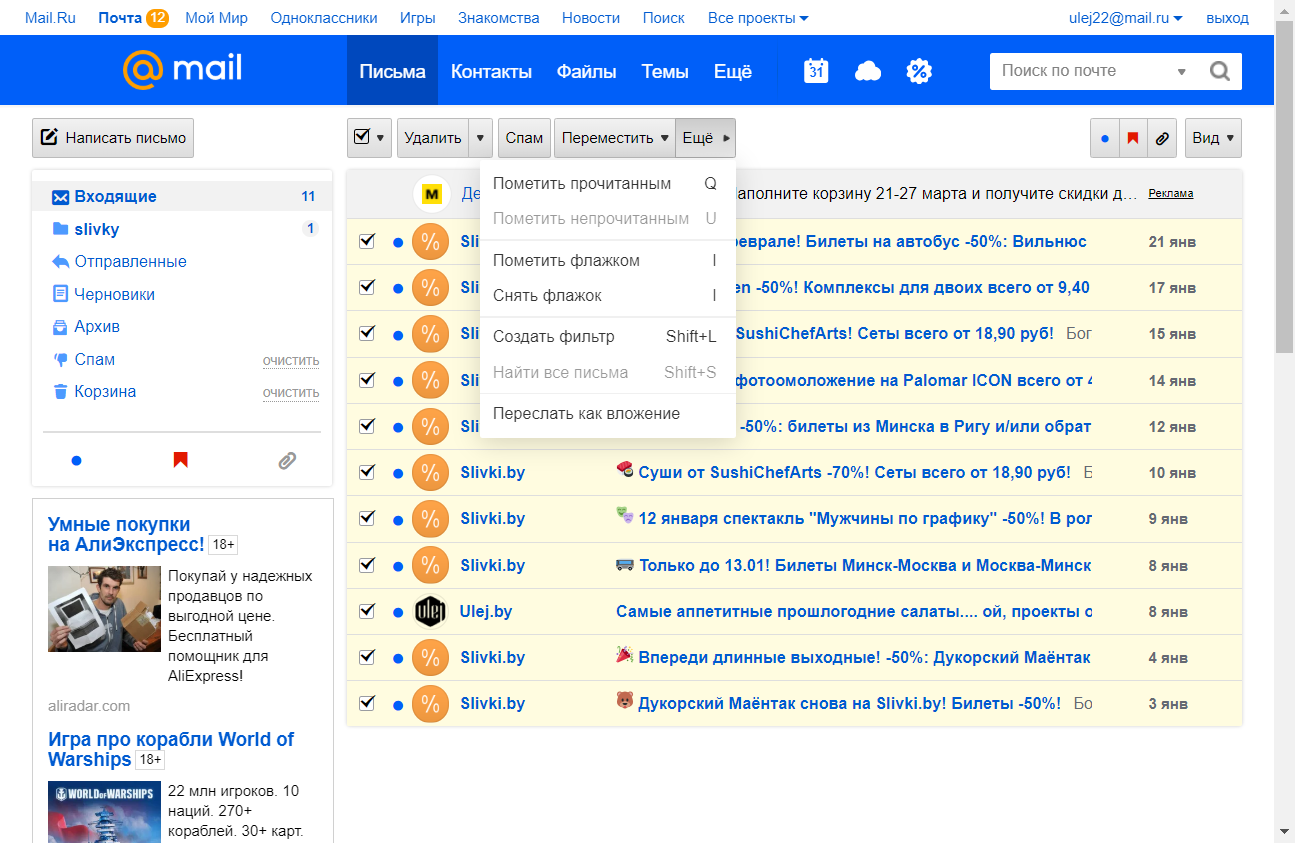 Mail.Ru Почта 12 Мой Мир Одноклассники Игры Знакомства Новости Поиск Все проекты ulej22@mail.ru выход
@mail Письма Контакты Файлы Темы Ещё 31 % Поиск по почте
Написать письмо Удалить Спам Переместить Ещё Вид
Входящие 11
slivky 1
Отправленные
Черновики
Архив
Спам очистить
Корзина очистить
Умные покупки
на АлиЭкспресс! 18+
Покупай у надежных
продавцов по
выгодной цене.
Бесплатный
помощник для
AliExpress!
aliradar.com
Игра про корабли World of
Warships 18+
WORLD OF WARSHIPS
22 млн игроков. 10
наций. 270+
кораблей. 30+ карт.
Пометить прочитанным Q
Пометить непрочитанным U
Пометить флажком I
Снять флажок I
Создать фильтр Shift+L
Найти все письма Shift+S
Переслать как вложение
М Де аполните корзину 21-27 марта и получите скидки д… Реклама
% Sli еврале! Билеты на автобус -50%: Вильнюс 21 янв
% Sli en -50%! Комплексы для двоих всего от 9,40 17 янв
% Sli SushiChefArts! Сеты всего от 18,90 руб! Бог 15 янв
% Sli фотоомоложение на Palomar ICON всего от 4 14 янв
% Sli -50%: билеты из Минска в Ригу и/или обрат 12 янв
% Slivki.by Суши от SushiChefArts -70%! Сеты всего от 18,90 руб! Б 10 янв
% Slivki.by 12 января спектакль "Мужчины по графику" -50%! В рол 9 янв
% Slivki.by Только до 13.01! Билеты Минск-Москва и Москва-Минск 8 янв
ulej Ulej.by Самые аппетитные прошлогодние салаты.... ой, проекты о 8 янв
% Slivki.by Впереди длинные выходные! -50%: Дукорский Маёнтак 4 янв
% Slivki.by Дукорский Маёнтак снова на Slivki.by! Билеты -50%! Бо 3 янв